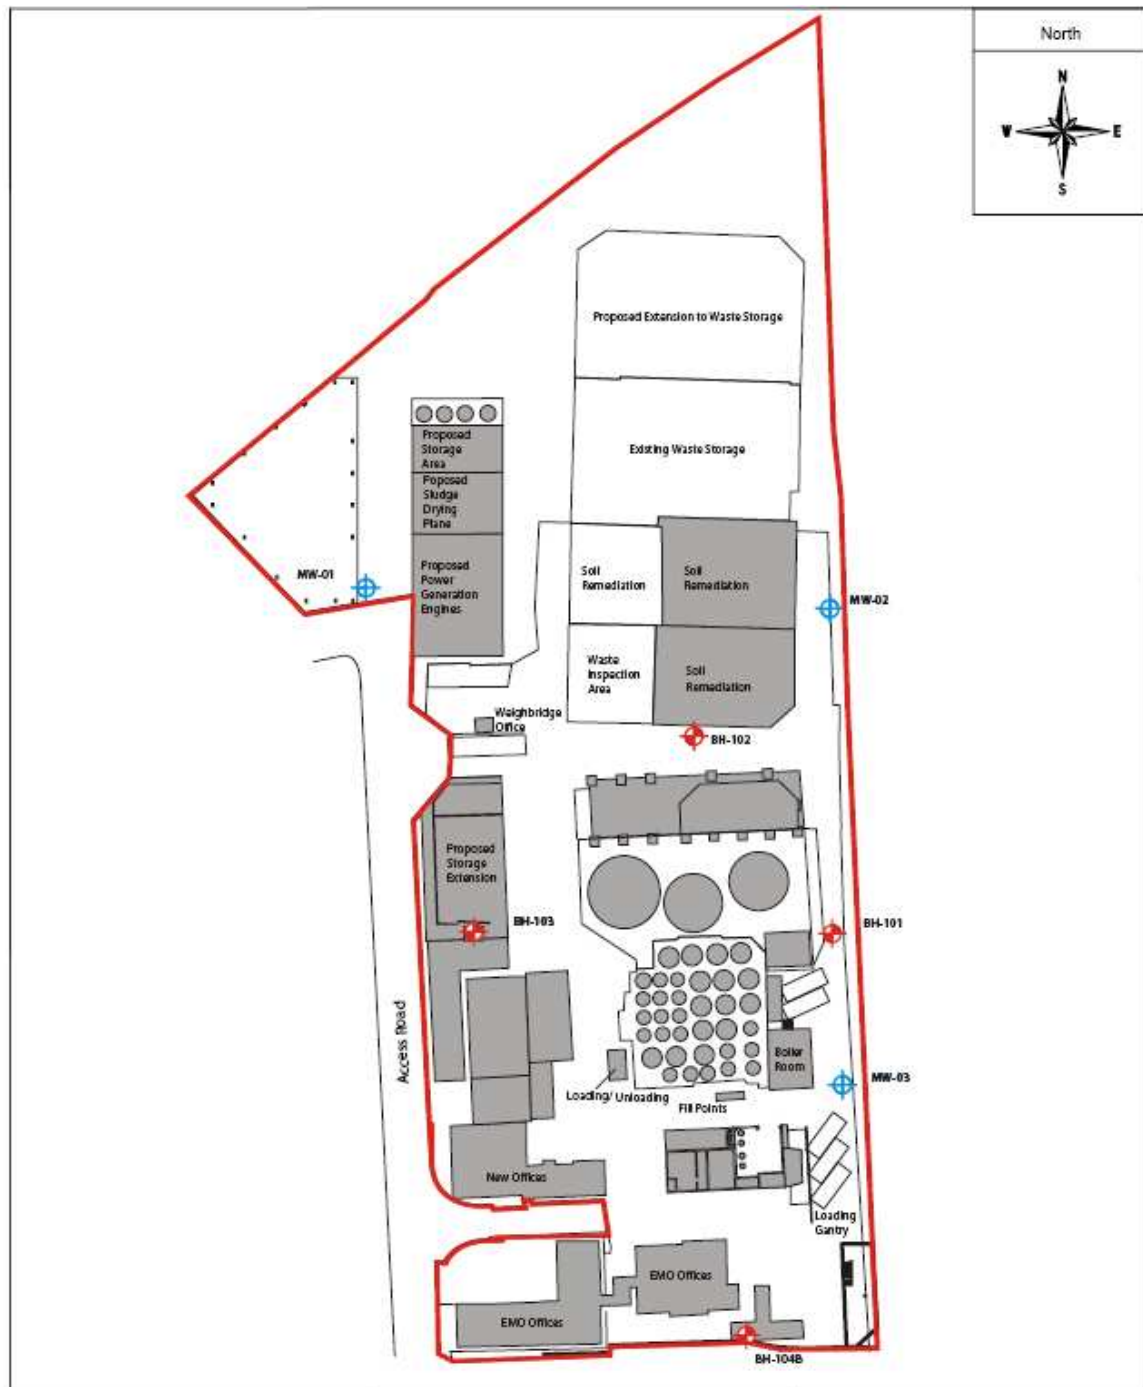 North
N
W
E
S
Proposed Extension to Waste Storage
Existing Waste Storage
Proposed
Storage
Area
Poposed
Sludge
Drying
Plane
Proposed
Power
Generation
Engines
MW-01
Soil
Remediation
Soil
Remediation
MW-02
Waste
Inspection
Area
Soil
Remediation
Weighbridge
Office
BH-102
Proposed
Storage
Extension
BH-103
BH-101
Access Road
Boiler
Room
MW-03
Loading/ Unloading
Fill Points
New Offices
Loading
Gantry
EMO Offices
EMO Offices
BH-104B